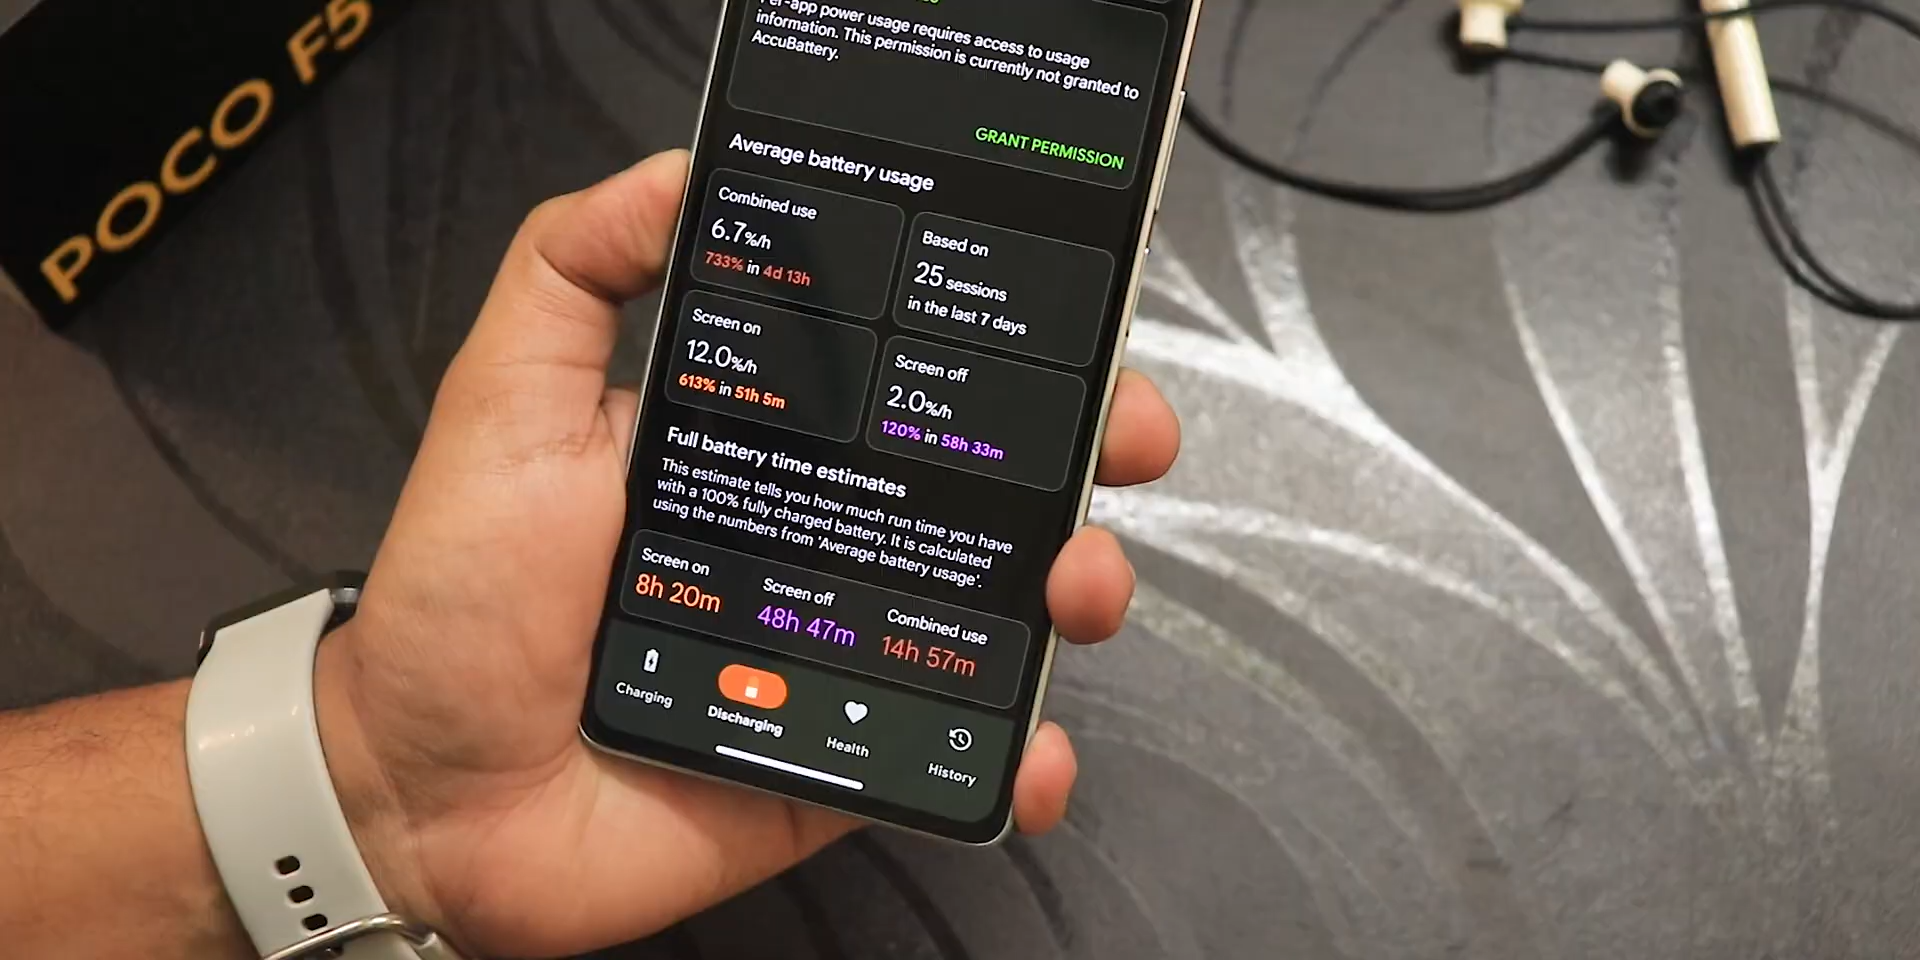 POCO F5
Per-app power usage requires access to usage
information. This permission is currently not granted to
AccuBattery.
GRANT PERMISSION
Average battery usage
Combined use
6.7%/h
733% in 4d 13h
Based on
25 sessions
in the last 7 days
Screen on
12.0%/h
613% in 51h 5m
Screen off
2.0%/h
120% in 58h 33m
Full battery time estimates
This estimate tells you how much run time you have
with a 100% fully charged battery. It is calculated
using the numbers from 'Average battery usage'.
Screen on
8h 20m
Screen off
48h 47m
Combined use
14h 57m
Charging
Discharging
Health
History